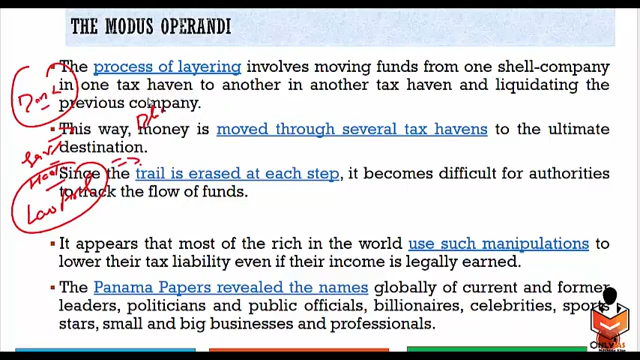 THE MODUS OPERANDI
The process of layering involves moving funds from one shell-company
in one tax haven to another in another tax haven and liquidating the
previous company.
This way, money is moved through several tax havens to the ultimate
destination.
Since the trail is erased at each step, it becomes difficult for authorities
to track the flow of funds.
It appears that most of the rich in the world use such manipulations to
lower their tax liability even if their income is legally earned.
The Panama Papers revealed the names globally of current and former
leaders, politicians and public officials, billionaires, celebrities, sports
stars, small and big businesses and professionals.